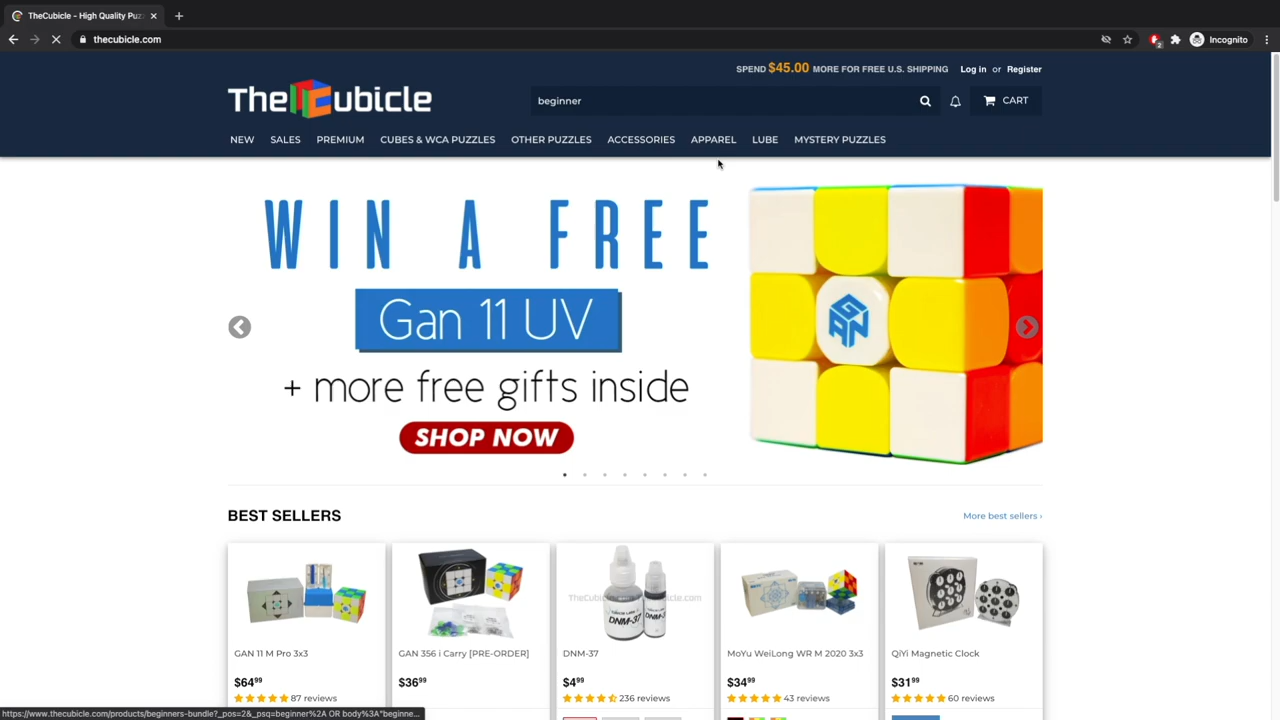 TheCubicle - High Quality Puz
thecubicle.com
2
Incognito
SPEND $45.00 MORE FOR FREE U.S. SHIPPING
Log in or Register
TheCubicle
beginner
CART
NEW SALES PREMIUM CUBES & WCA PUZZLES OTHER PUZZLES ACCESSORIES APPAREL LUBE MYSTERY PUZZLES
WIN A FREE
Gan 11 UV
+ more free gifts inside
SHOP NOW
GAN
BEST SELLERS
More best sellers ›
TheCubicle.com
DNM-37
GAN 11 M Pro 3x3
GAN 356 i Carry [PRE-ORDER]
DNM-37
MoYu WeiLong WR M 2020 3x3
QiYi Magnetic Clock
$64.99
$36.99
$4.99
$34.99
$31.99
87 reviews
236 reviews
43 reviews
60 reviews
https://www.thecubicle.com/products/beginners-bundle?_pos=2&_psq=beginner%2A OR body%3A"beginne...